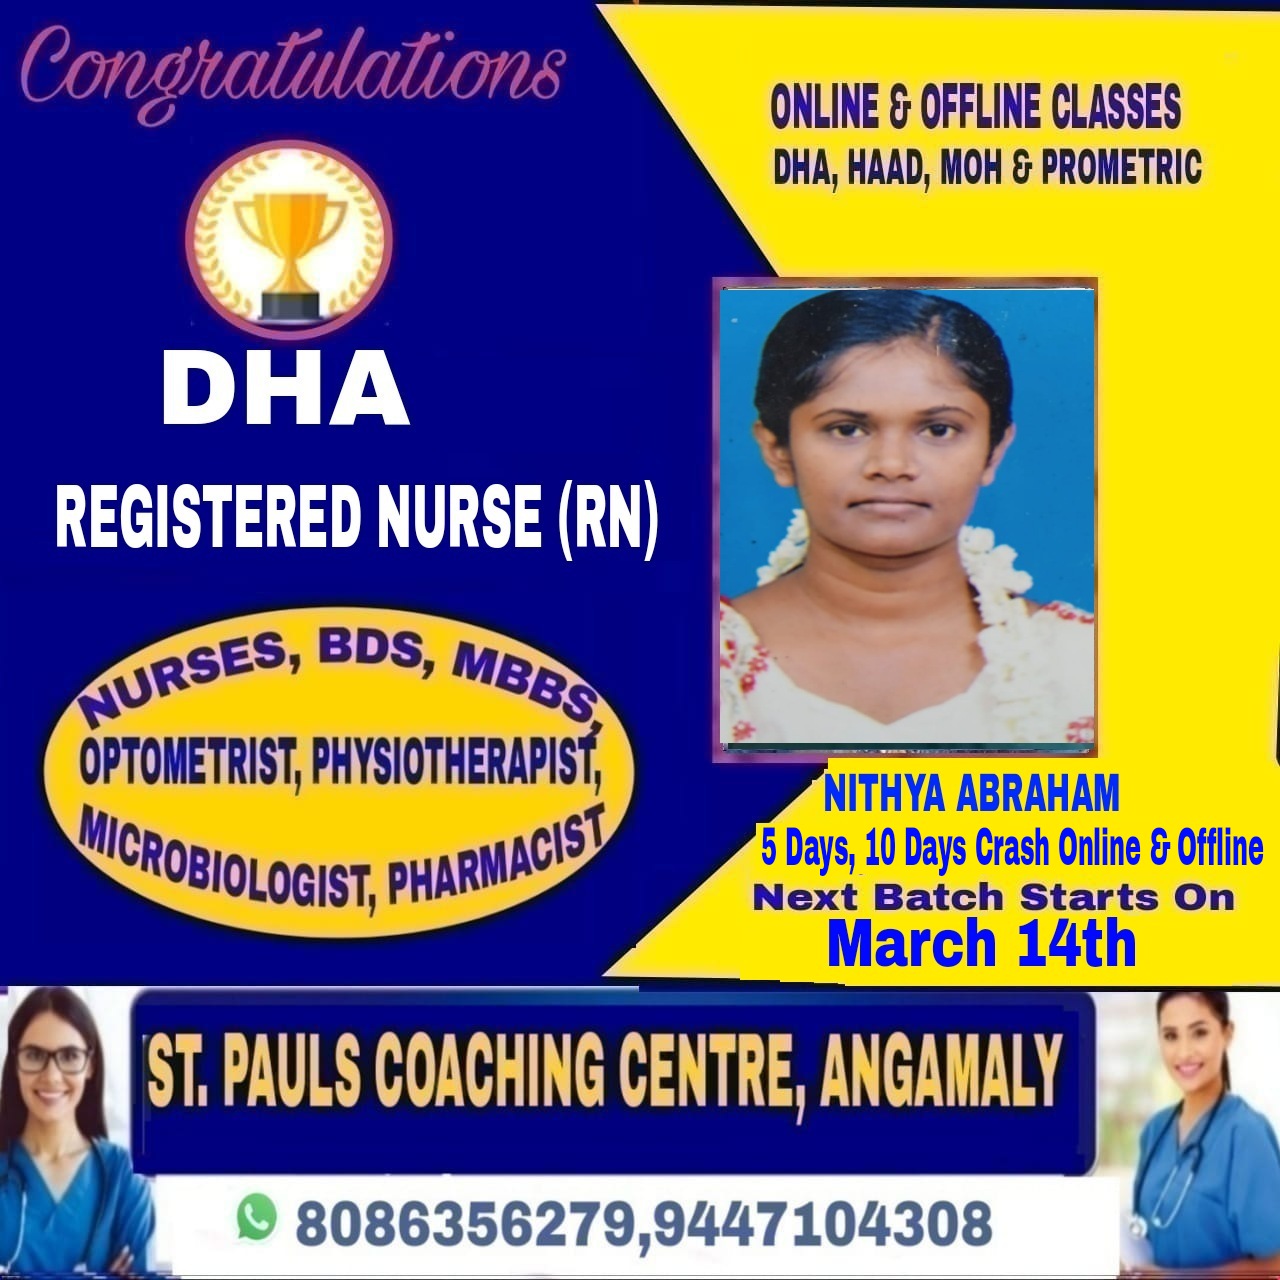 Congratulations
DHA
REGISTERED NURSE (RN)
NURSES, BDS, MBBS,
OPTOMETRIST, PHYSIOTHERAPIST,
MICROBIOLOGIST, PHARMACIST
ONLINE & OFFLINE CLASSES
DHA, HAAD, MOH & PROMETRIC
NITHYA ABRAHAM
5 Days, 10 Days Crash Online & Offline
Next Batch Starts On
March 14th
ST. PAULS COACHING CENTRE, ANGAMALY
8086356279,9447104308